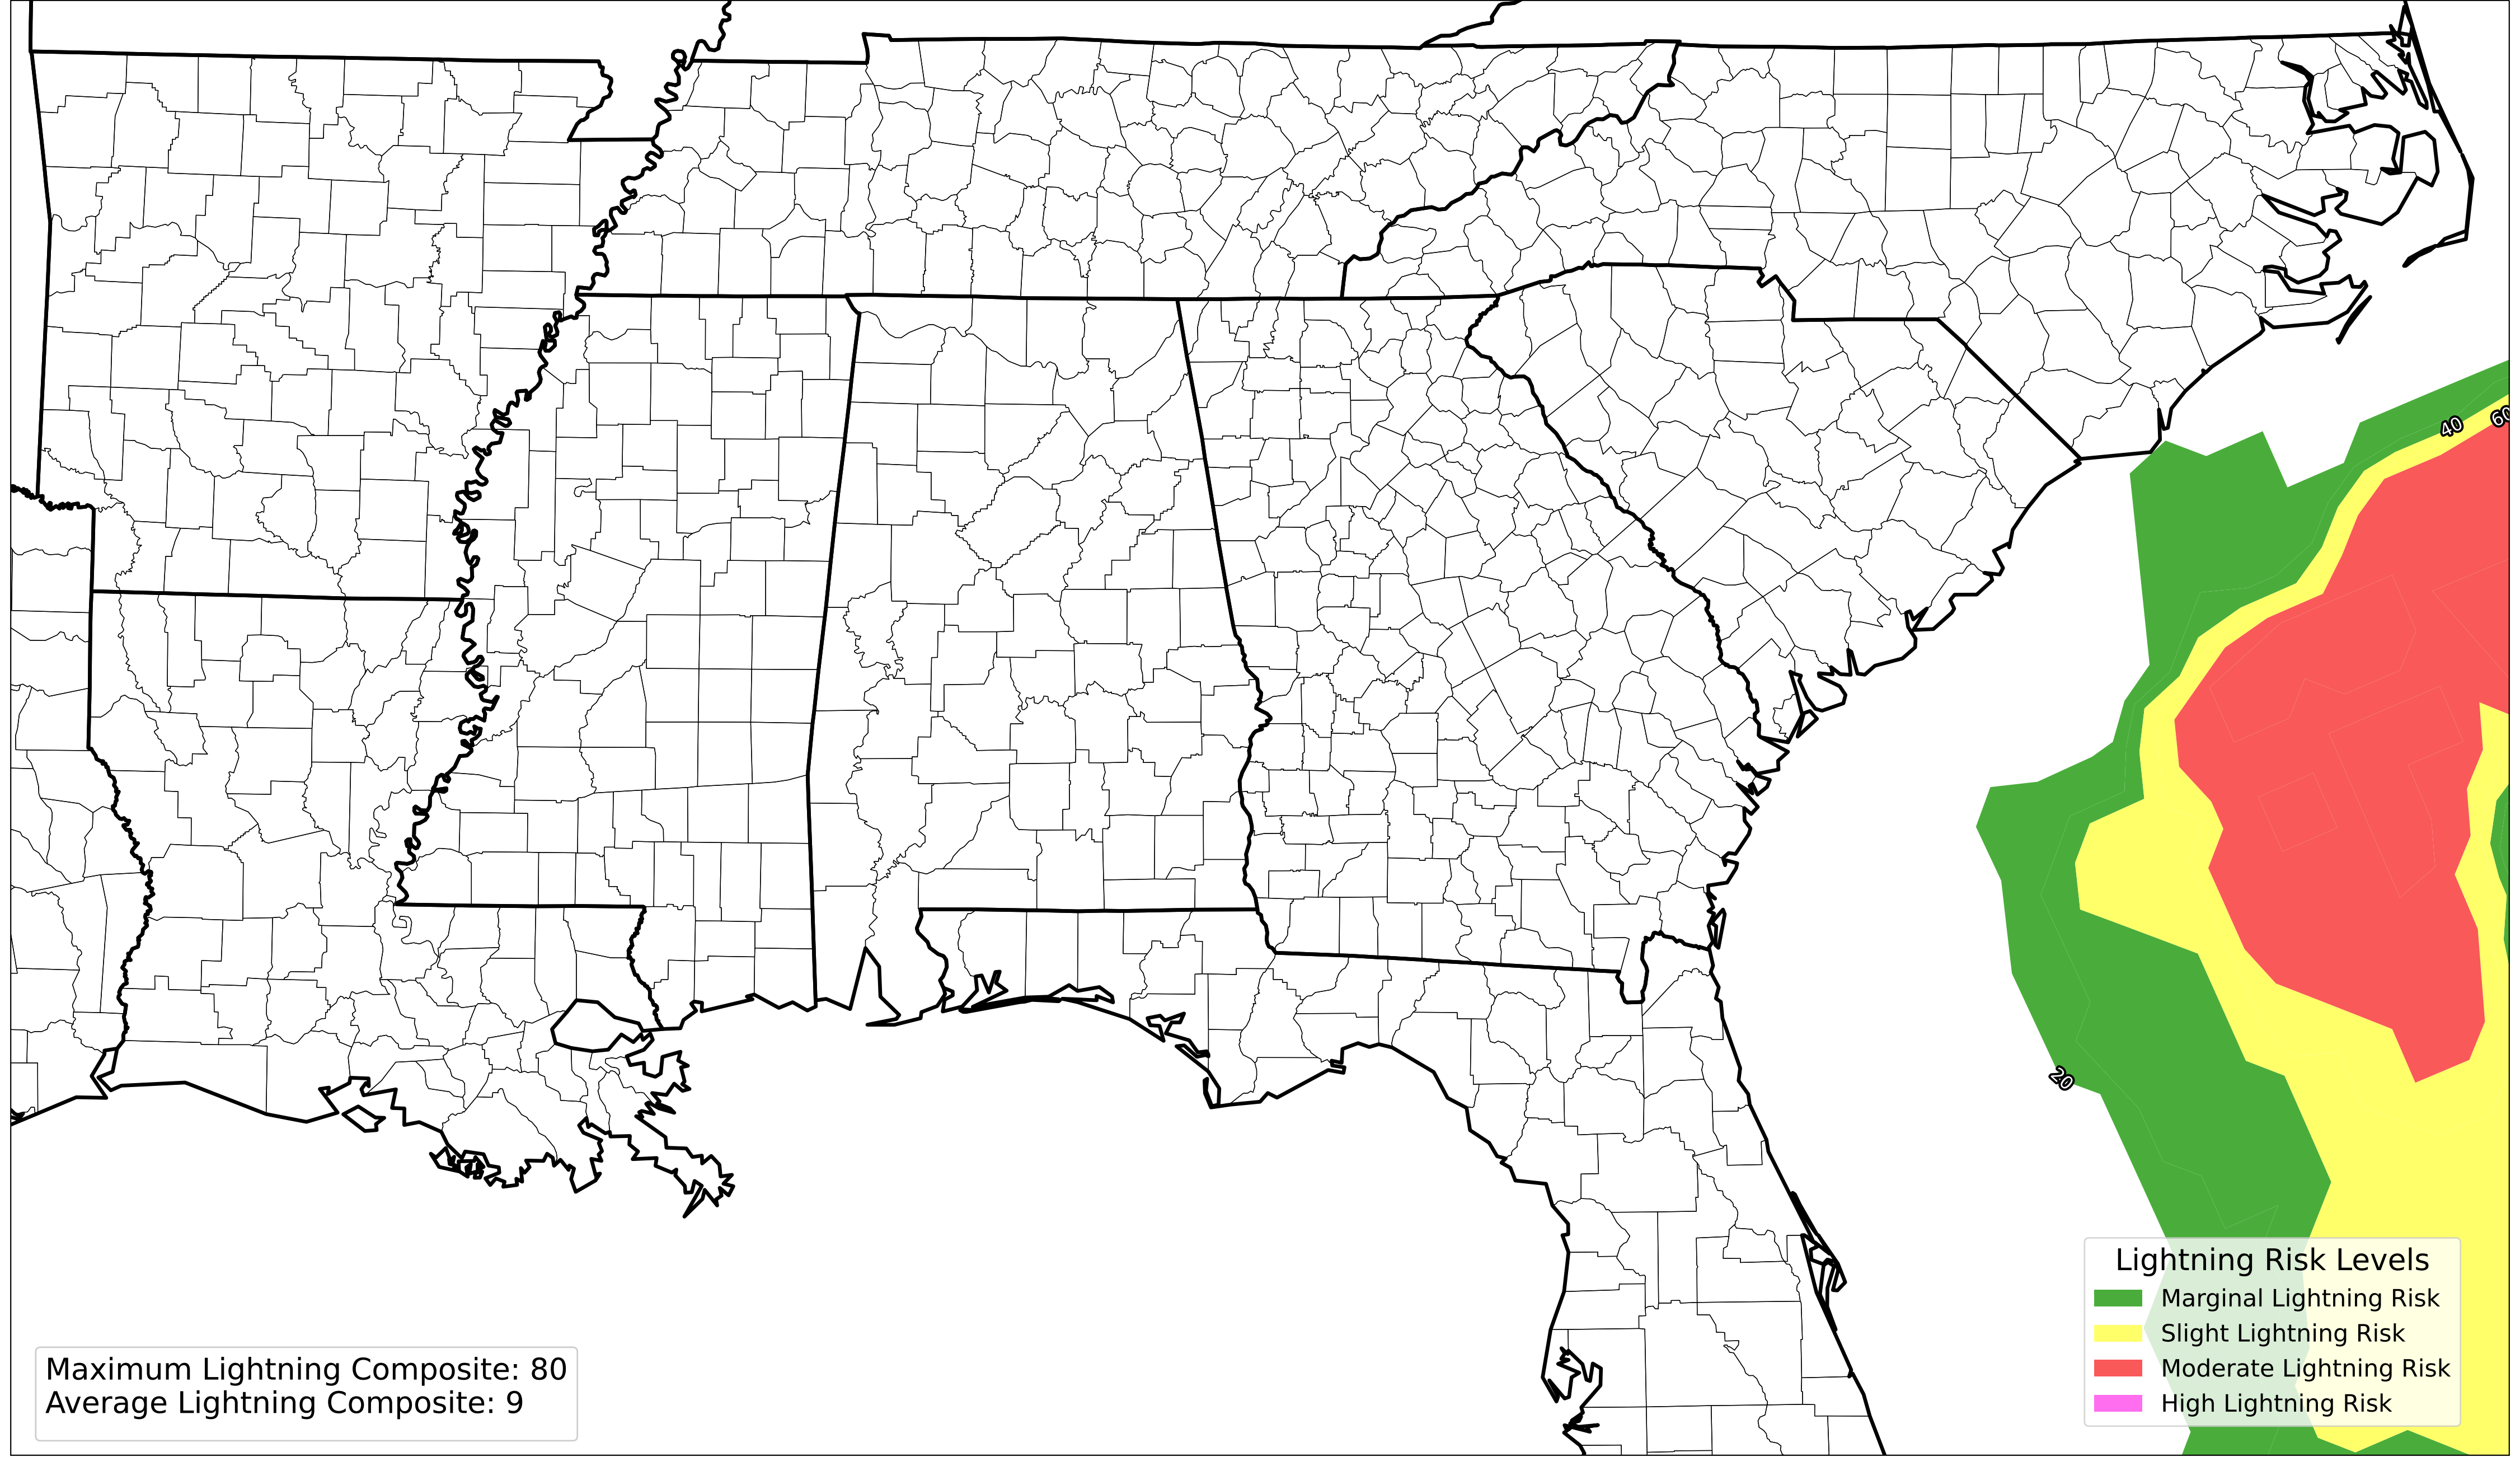 40
60
20
Lightning Risk Levels
Marginal Lightning Risk
Slight Lightning Risk
Moderate Lightning Risk
High Lightning Risk
Maximum Lightning Composite: 80
Average Lightning Composite: 9